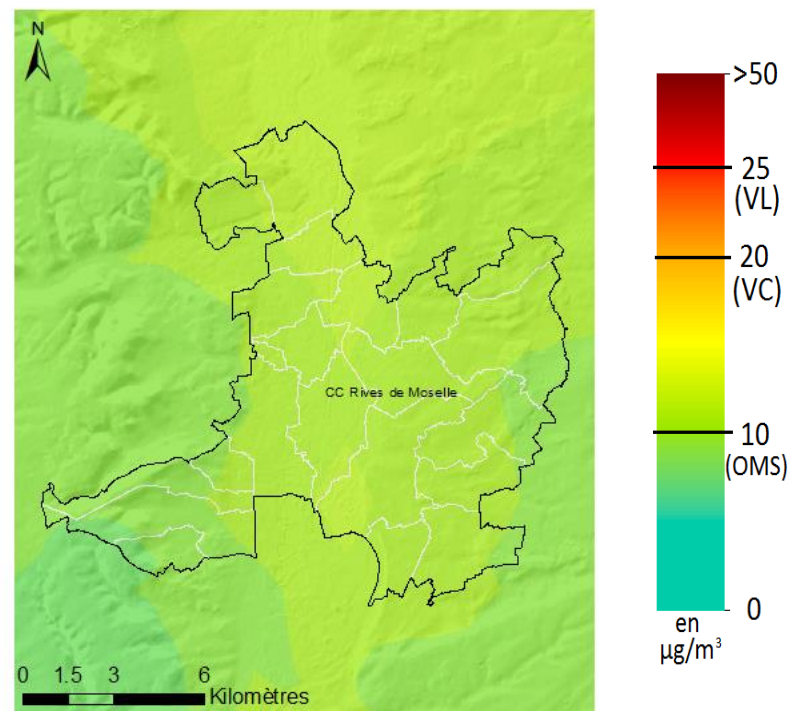 N
CC Rives de Moselle
0 1.5 3 6
Kilomètres
>50
25
(VL)
20
(VC)
10
(OMS)
0
en
µg/m³